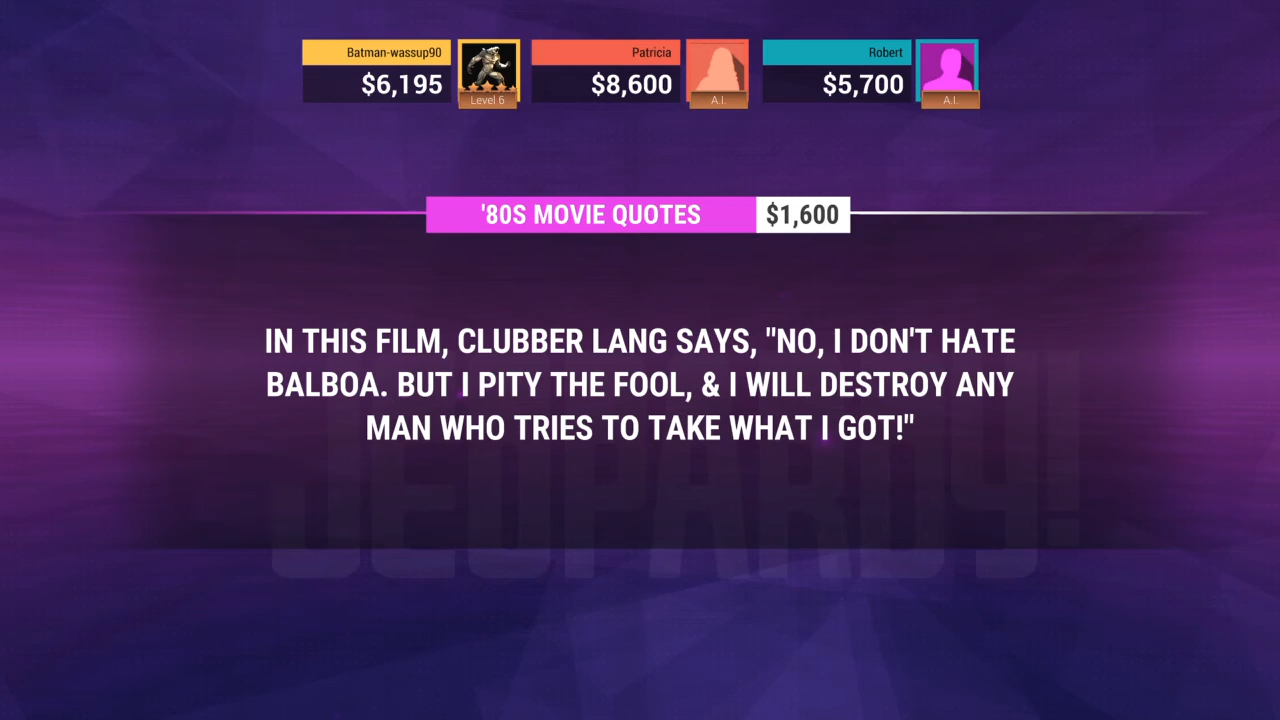 Batman-wassup90 Patricia Robert
$6,195 $8,600 $5,700
Level 6 A.I. A.I.
'80S MOVIE QUOTES $1,600
IN THIS FILM, CLUBBER LANG SAYS, "NO, I DON'T HATE
BALBOA. BUT I PITY THE FOOL, & I WILL DESTROY ANY
MAN WHO TRIES TO TAKE WHAT I GOT!"
JEOPARDY!